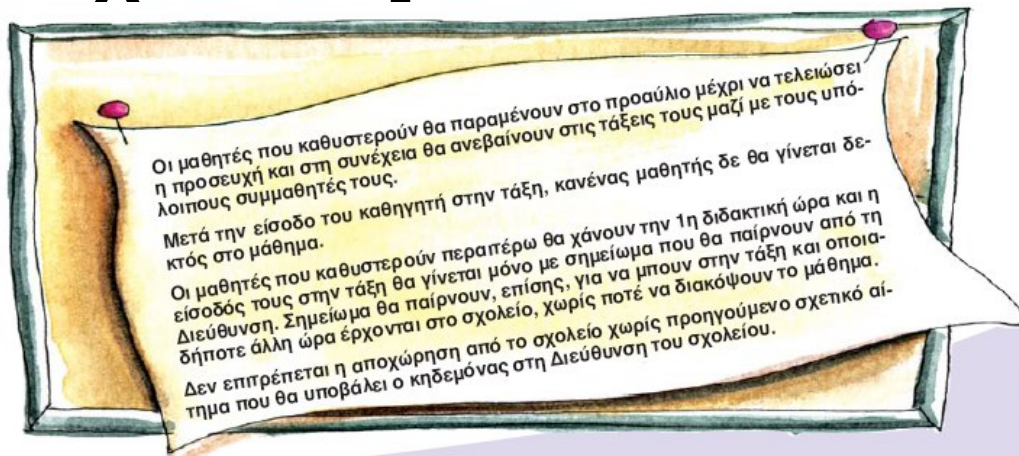 Οι μαθητές που καθυστερούν θα παραμένουν στο προαύλιο μέχρι να τελειώσει
η προσευχή και στη συνέχεια θα ανεβαίνουν στις τάξεις τους μαζί με τους υπό-
λοιπους συμμαθητές τους.
Μετά την είσοδο του καθηγητή στην τάξη, κανένας μαθητής δε θα γίνεται δε-
κτός στο μάθημα.
Οι μαθητές που καθυστερούν περαιτέρω θα χάνουν την 1η διδακτική ώρα και η
είσοδός τους στην τάξη θα γίνεται μόνο με σημείωμα που θα παίρνουν από τη
Διεύθυνση. Σημείωμα θα παίρνουν, επίσης, για να μπουν στην τάξη και οποια-
δήποτε άλλη ώρα έρχονται στο σχολείο, χωρίς ποτέ να διακόψουν το μάθημα.
Δεν επιτρέπεται η αποχώρηση από το σχολείο χωρίς προηγούμενο σχετικό αί-
τημα που θα υποβάλει ο κηδεμόνας στη Διεύθυνση του σχολείου.